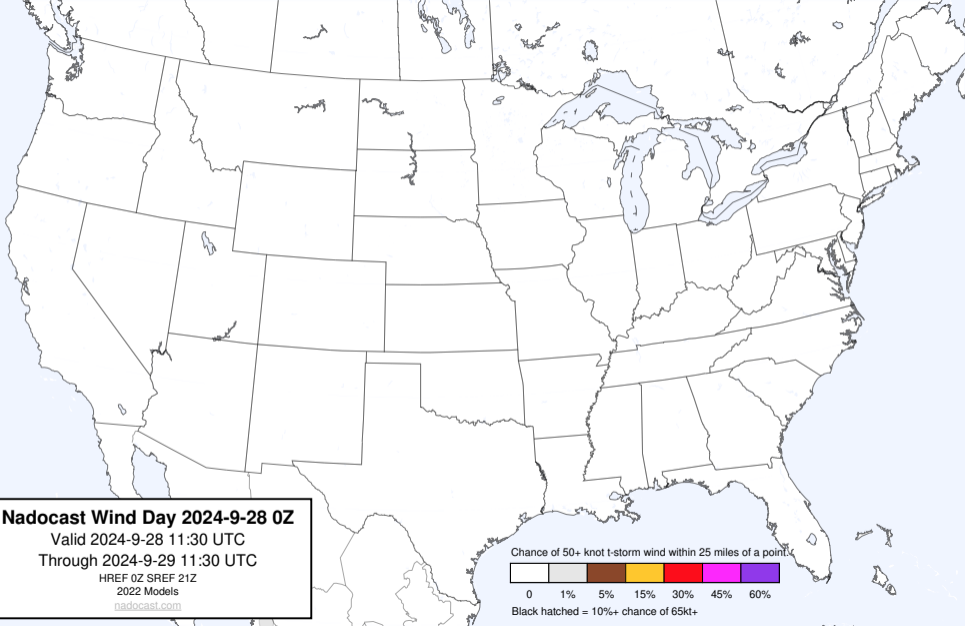 Nadocast Wind Day 2024-9-28 0Z
Valid 2024-9-28 11:30 UTC
Through 2024-9-29 11:30 UTC
HREF 0Z SREF 21Z
2022 Models
nadocast.com
Chance of 50+ knot t-storm wind within 25 miles of a point.
0 1% 5% 15% 30% 45% 60%
Black hatched = 10%+ chance of 65kt+